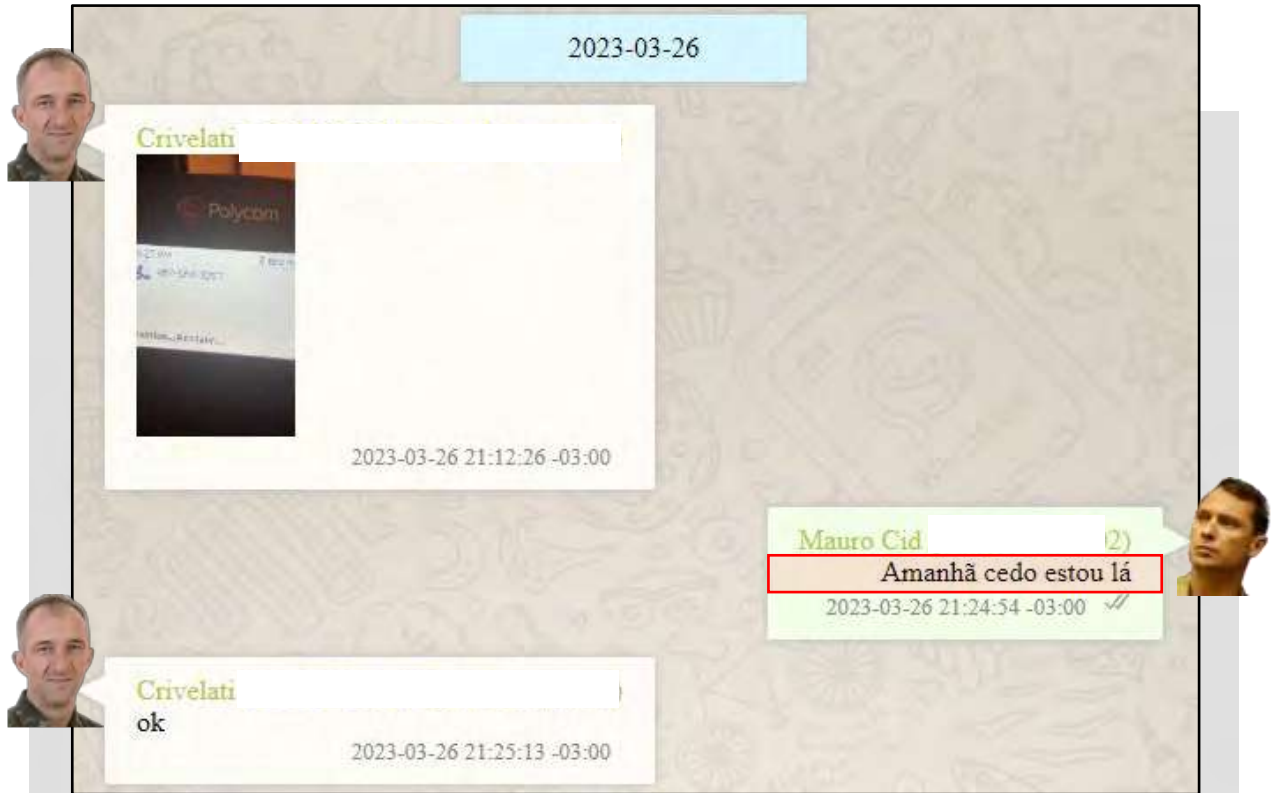 2023-03-26
Crivelati
Polycom
2023-03-26 21:12:26 -03:00
Mauro Cid 2)
Amanhã cedo estou lá
2023-03-26 21:24:54 -03:00
Crivelati
ok
2023-03-26 21:25:13 -03:00